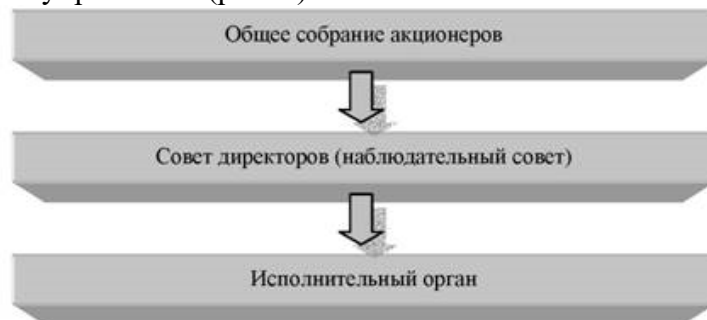 Общее собрание акционеров
Совет директоров (наблюдательный совет)
Исполнительный орган